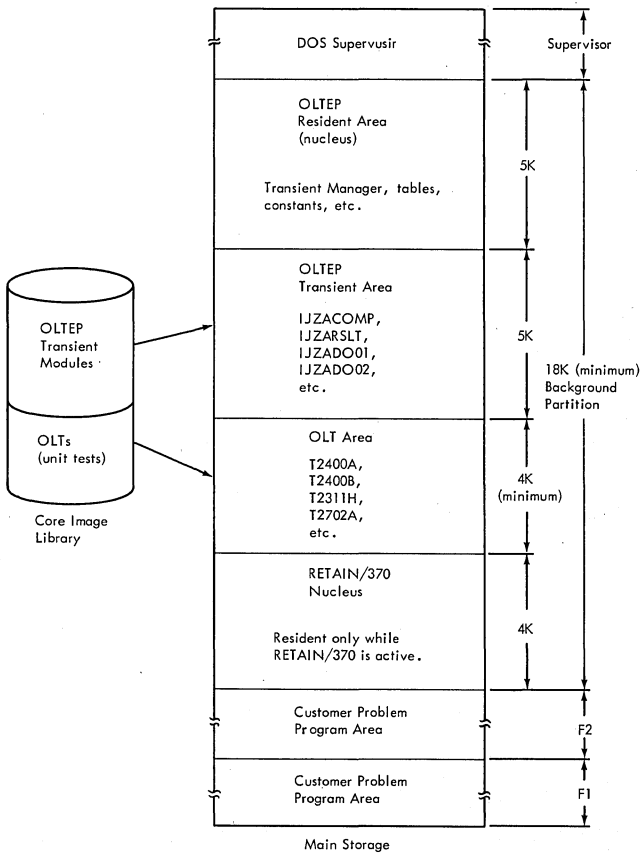 DOS Supervusir
Supervisor
OLTEP
Resident Area
(nucleus)
Transient Manager, tables,
constants, etc.
5K
OLTEP
Transient Area
IJZACOMP,
IJZARSLT,
IJZADO01,
IJZADO02,
etc.
5K
18K (minimum)
Background
Partition
OLTEP
Transient
Modules
OLTs
(unit tests)
Core Image
Library
OLT Area
T2400A,
T2400B,
T2311H,
T2702A,
etc.
4K
(minimum)
RETAIN/370
Nucleus
Resident only while
RETAIN/370 is active.
4K
Customer Problem
Program Area
F2
Customer Problem
Program Area
F1
Main Storage